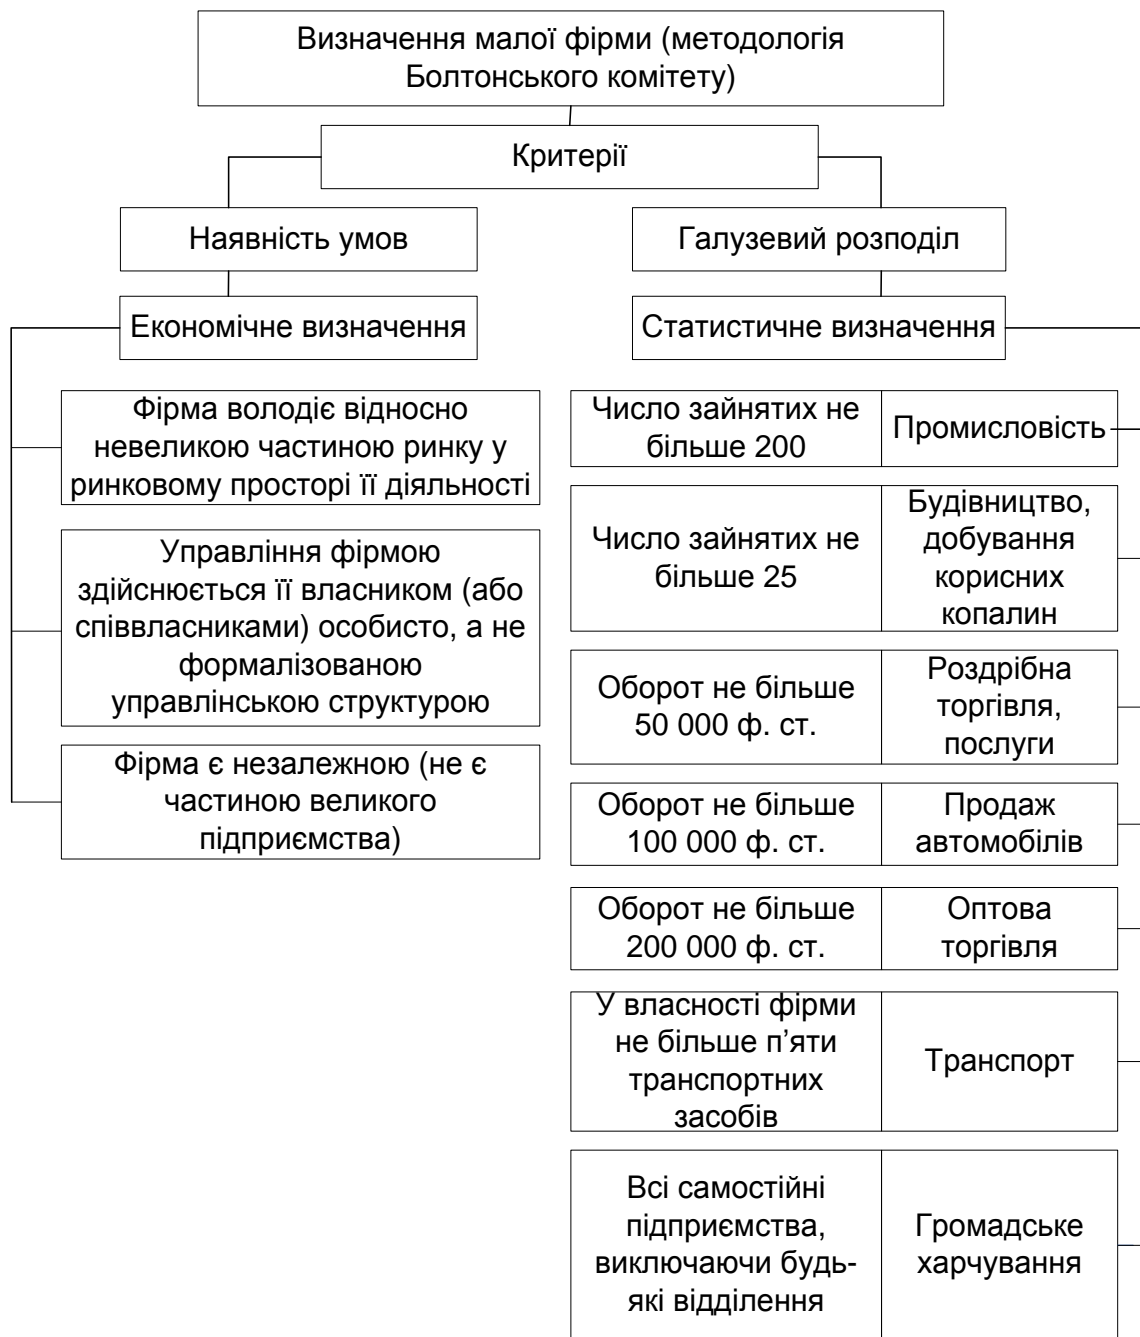 Визначення малої фірми (методологія
Болтонського комітету)
Критерії
Наявність умов
Галузевий розподіл
Економічне визначення
Статистичне визначення
Фірма володіє відносно
невеликою частиною ринку у
ринковому просторі її діяльності
Управління фірмою
здійснюється її власником (або
співвласниками) особисто, а не
формалізованою
управлінською структурою
Фірма є незалежною (не є
частиною великого
підприємства)
Число зайнятих не
більше 200
Промисловість
Число зайнятих не
більше 25
Будівництво,
добування
корисних
копалин
Оборот не більше
50 000 ф. ст.
Роздрібна
торгівля,
послуги
Оборот не більше
100 000 ф. ст.
Продаж
автомобілів
Оборот не більше
200 000 ф. ст.
Оптова
торгівля
У власності фірми
не більше п’яти
транспортних
засобів
Транспорт
Всі самостійні
підприємства,
виключаючи будь-
які відділення
Громадське
харчування